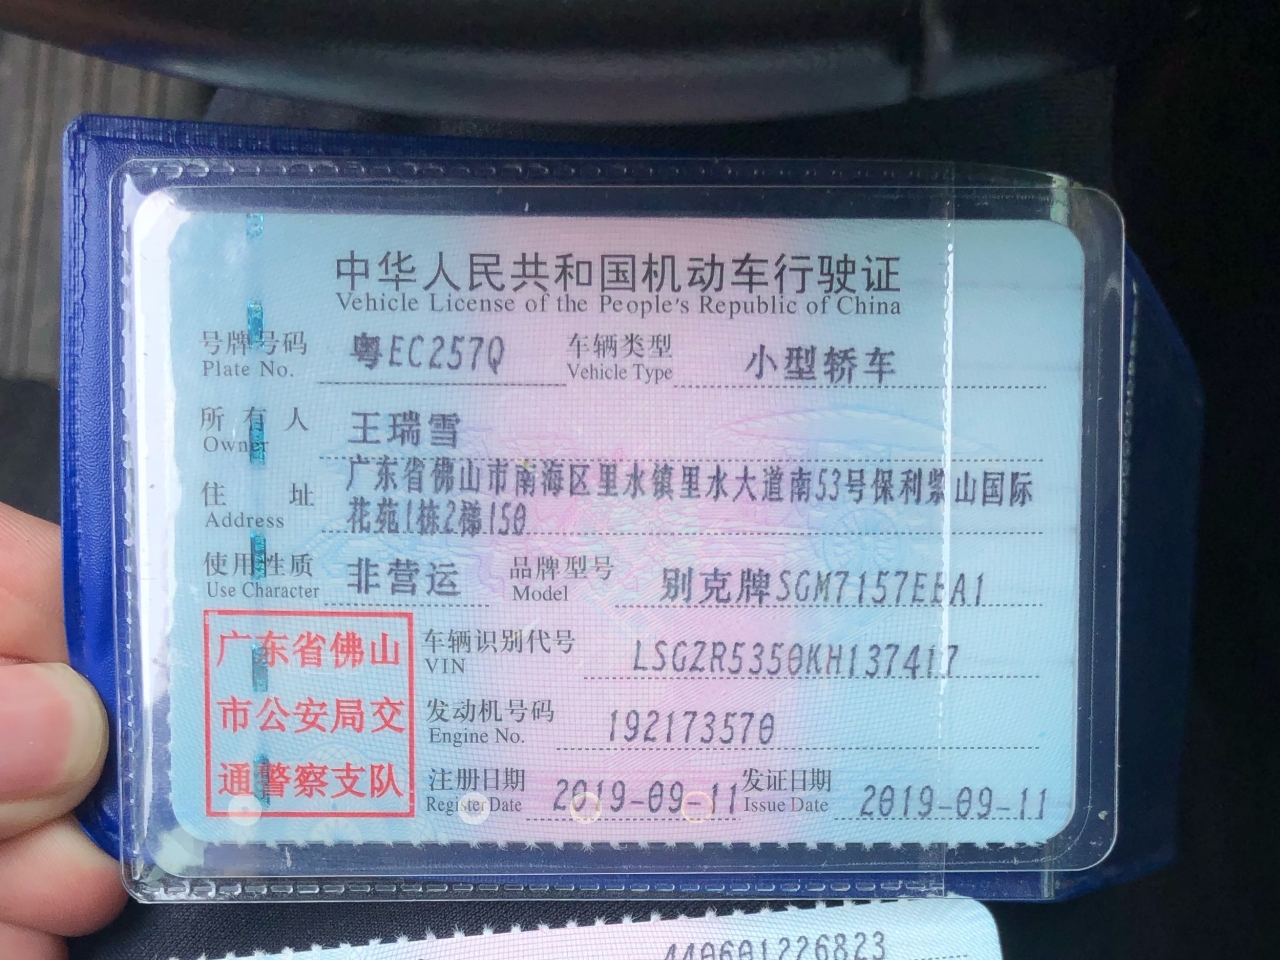 中华人民共和国机动车行驶证
Vehicle License of the People's Republic of China
号牌号码 粤EC257Q 车辆类型 小型轿车
Plate No. Vehicle Type
所有人 王瑞雪
Owner
住址 广东省佛山市南海区里水镇里水大道南53号保利紫山国际
Address 花苑1栋2梯150
使用性质 非营运 品牌型号 别克牌SGM7157EEA1
Use Character Model
广东省佛山
市公安局交
通警察支队
车辆识别代号 LSGZR5350KH137417
VIN
发动机号码 192173570
Engine No.
注册日期 2019-09-11 发证日期 2019-09-11
Register Date Issue Date
440601226823